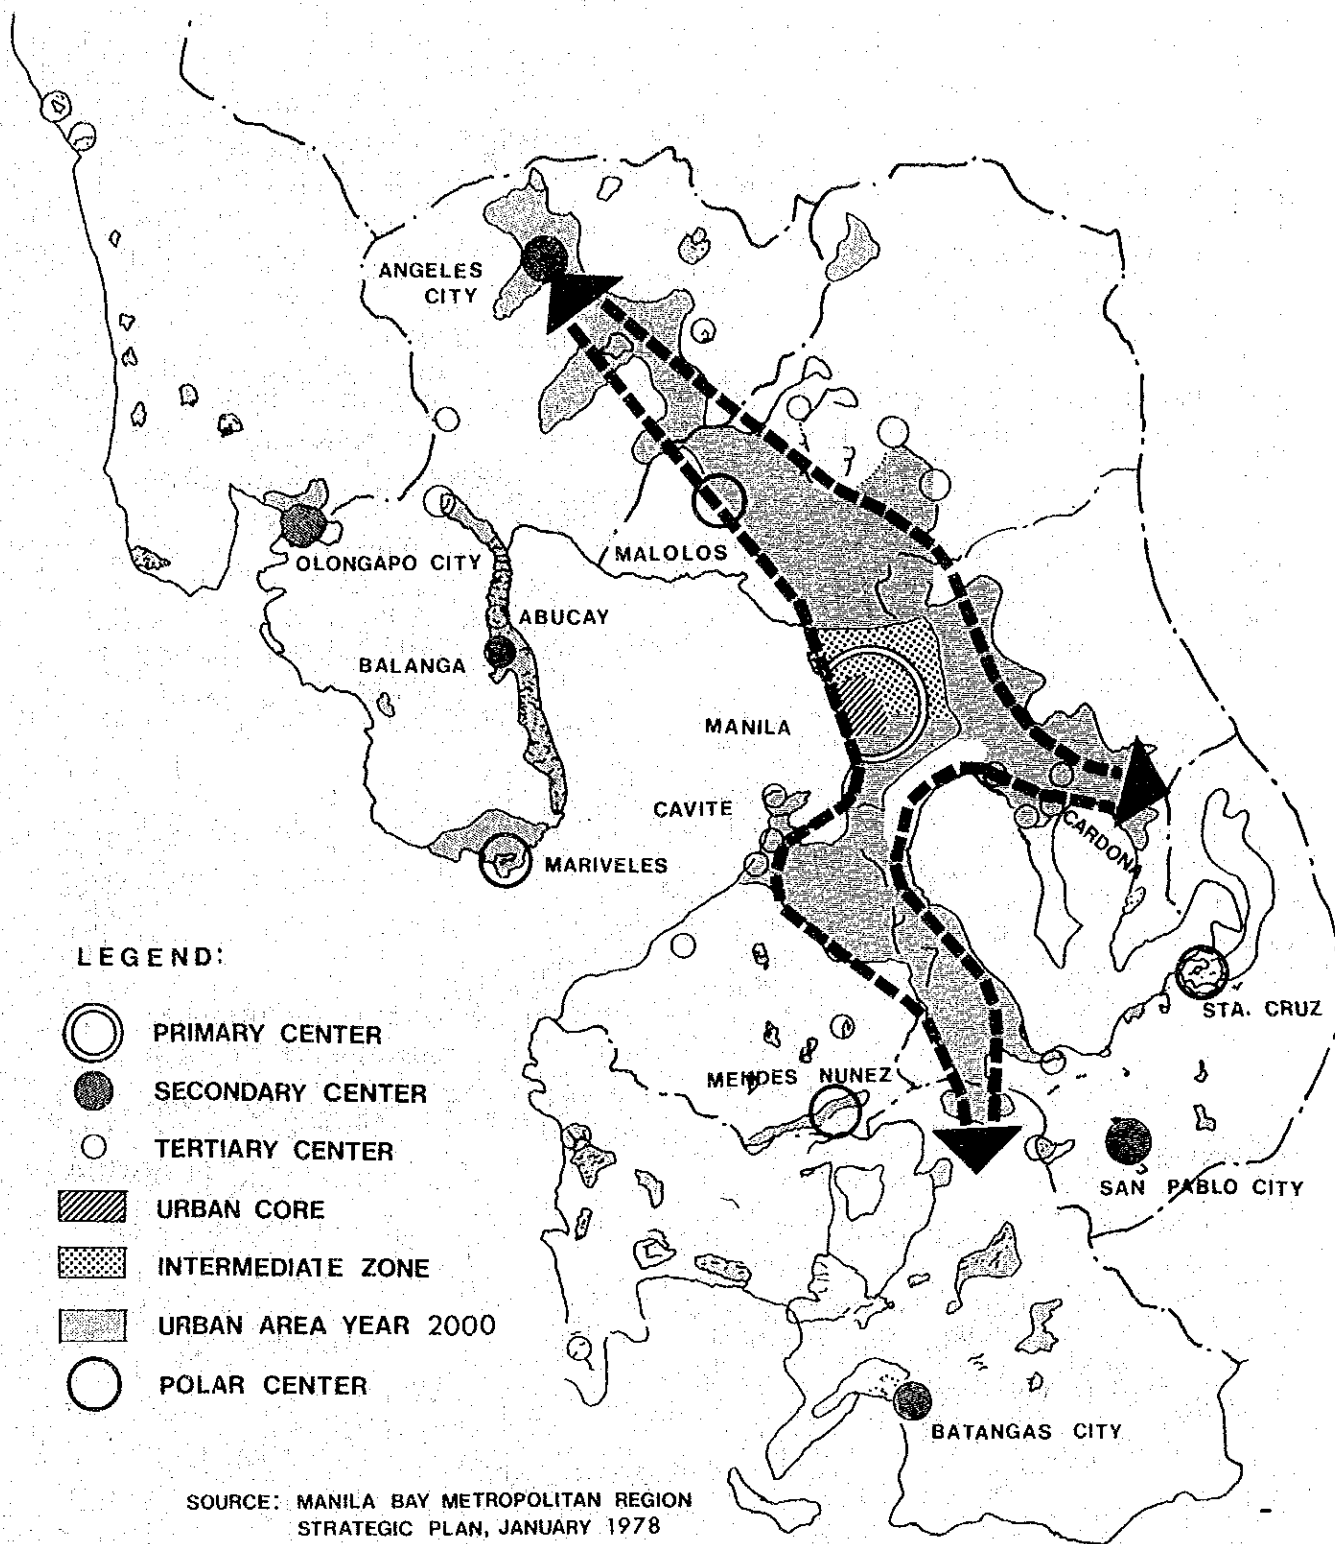 ANGELES
CITY
OLONGAPO CITY
MALOLOS
ABUCAY
BALANGA
MANILA
CAVITE
CARDONA
MARIVELES
LEGEND:
PRIMARY CENTER
SECONDARY CENTER
TERTIARY CENTER
URBAN CORE
INTERMEDIATE ZONE
URBAN AREA YEAR 2000
POLAR CENTER
STA. CRUZ
MENDES NUNEZ
SAN PABLO CITY
BATANGAS CITY
SOURCE: MANILA BAY METROPOLITAN REGION
STRATEGIC PLAN, JANUARY 1978